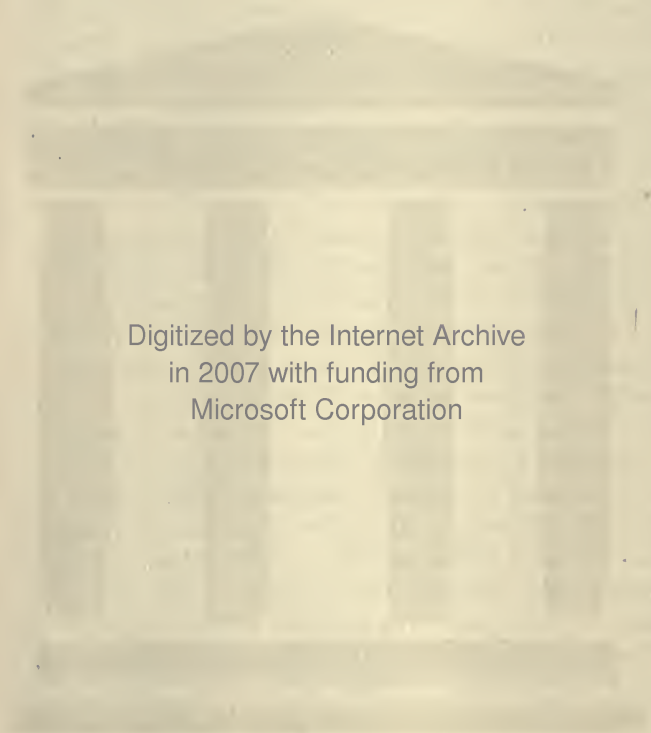 Digitized by the Internet Archive
in 2007 with funding from
Microsoft Corporation